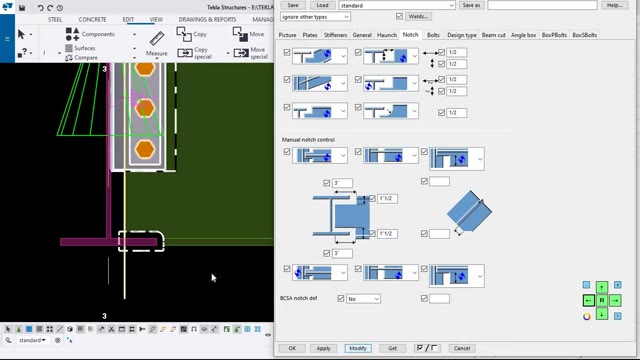 Tekla Structures - E:\TEKLA
STEEL
CONCRETE
EDIT
VIEW
DRAWINGS & REPORTS
MANAGE
Components
Surfaces
Compare
Measure
Copy
Copy special
Move
Move special
3
3
standard
Save
Load
standard
Save as
Help...
ignore other types
Welds...
Picture
Plates
Stiffeners
General
Haunch
Notch
Bolts
Design type
Beam cut
Angle box
BoxPBolts
BoxSBolts
1/2
1/2
1/2
1/2
1/2
Manual notch control
3"
1"1/2
1"1/2
3"
BCSA notch def
No
R
OK
Apply
Modify
Get
Cancel